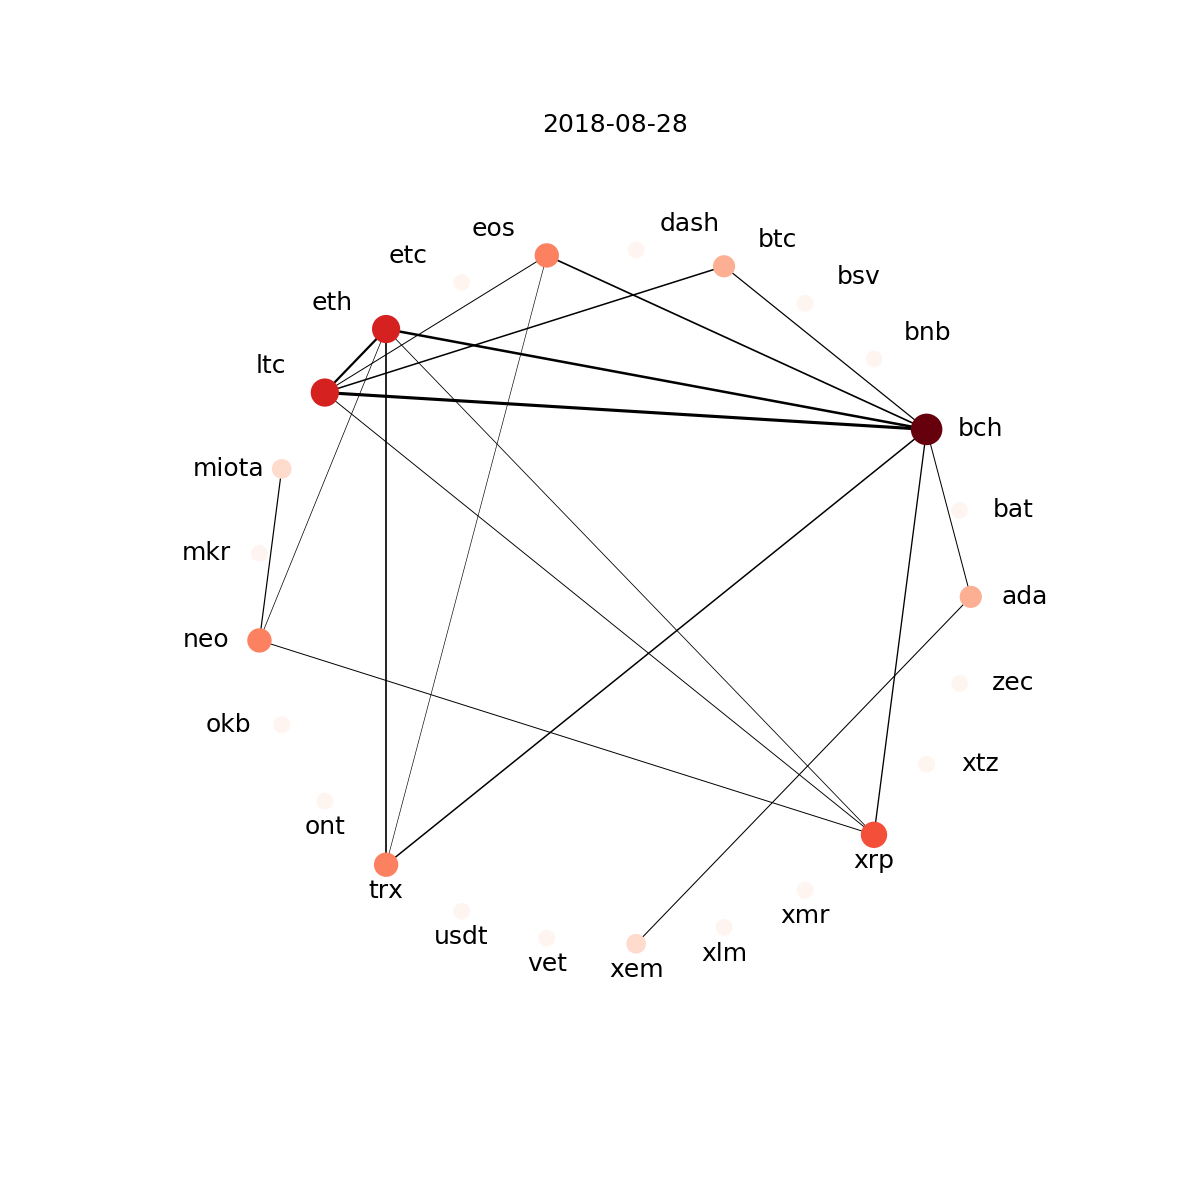 2018-08-28
dash
eos
btc
etc
bsv
eth
bnb
ltc
bch
miota
bat
mkr
ada
neo
zec
okb
xtz
ont
xrp
trx
xmr
usdt
xlm
vet
xem